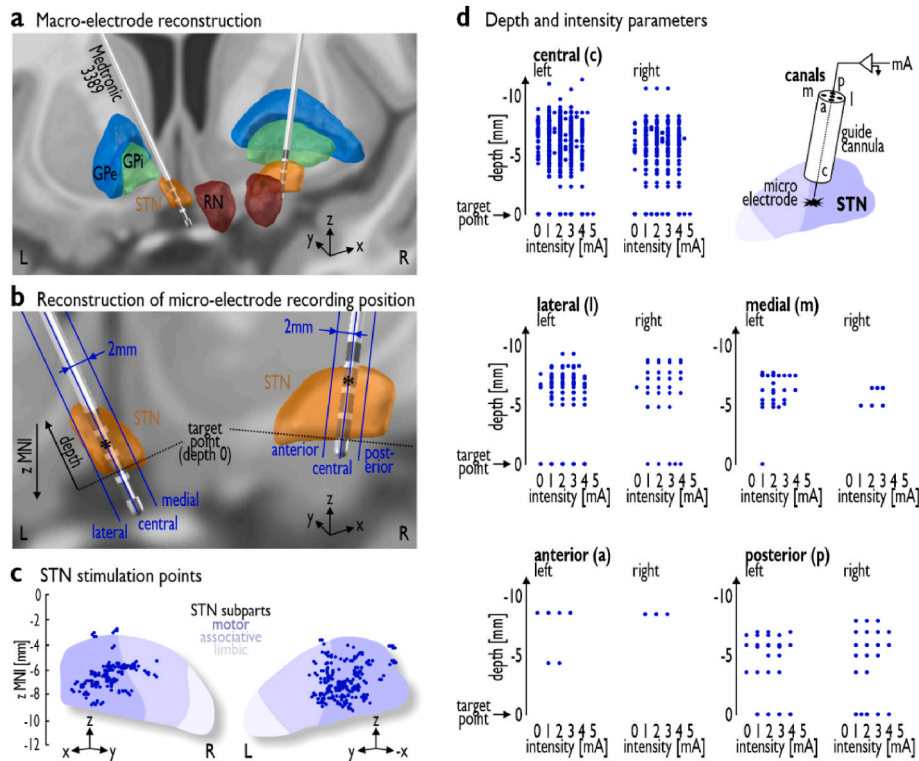 a Macro-electrode reconstruction
Medtronic
3389
GPe
GPi
STN
RN
z
y
x
L
R
b Reconstruction of micro-electrode recording position
2mm
2mm
STN
STN
z MNI
depth
target
point
(depth 0)
anterior
central
post-
erior
medial
central
lateral
z
y
x
L
R
c STN stimulation points
0
-2
-4
-6
-8
-10
-12
z MNI [mm]
STN subparts
motor
associative
limbic
z
x
y
R
L
z
y
-x
d Depth and intensity parameters
central (c)
left
right
-10
-5
0
depth [mm]
target
point
0 1 2 3 4 5
intensity [mA]
0 1 2 3 4 5
intensity [mA]
mA
canals
p
m
l
a
guide
cannula
c
micro
electrode
STN
lateral (l)
left
right
-10
-5
0
depth [mm]
target
point
0 1 2 3 4 5
intensity [mA]
0 1 2 3 4 5
intensity [mA]
medial (m)
left
right
-10
-5
0
0 1 2 3 4 5
intensity [mA]
0 1 2 3 4 5
intensity [mA]
anterior (a)
left
right
-10
-5
0
depth [mm]
target
point
0 1 2 3 4 5
intensity [mA]
0 1 2 3 4 5
intensity [mA]
posterior (p)
left
right
-10
-5
0
0 1 2 3 4 5
intensity [mA]
0 1 2 3 4 5
intensity [mA]